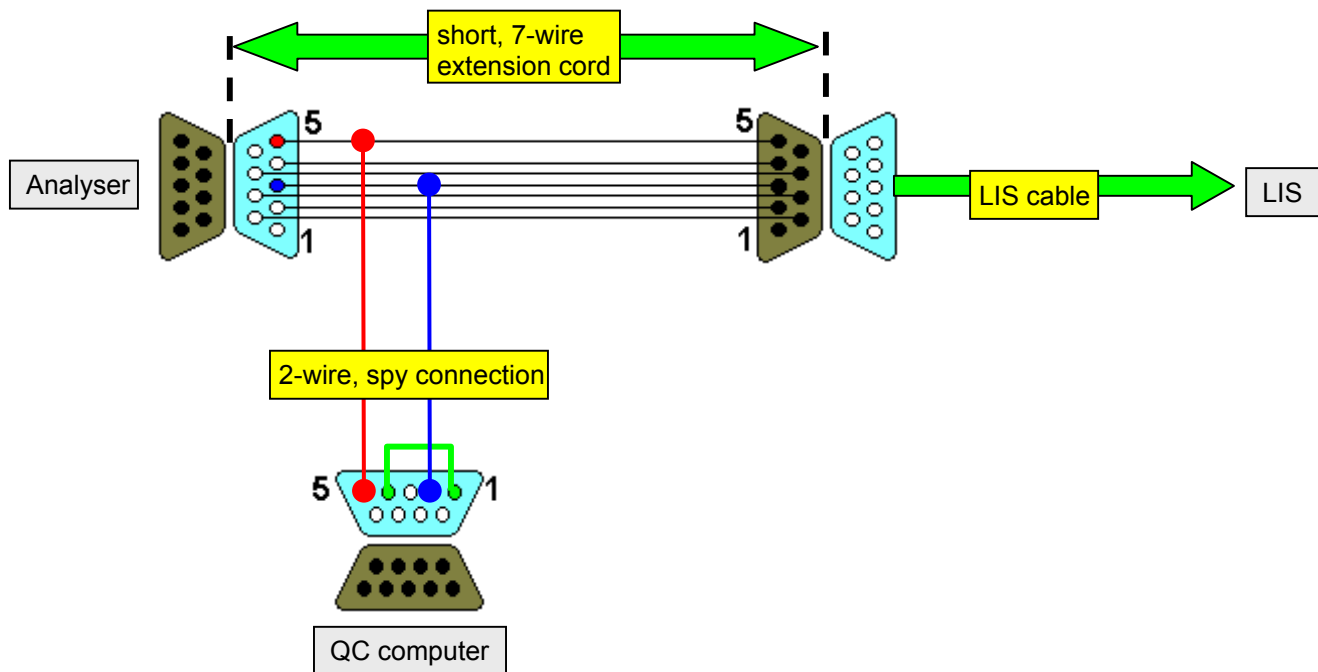 short, 7-wire
extension cord
5
5
Analyser
LIS cable
LIS
1
1
2-wire, spy connection
5
1
QC computer